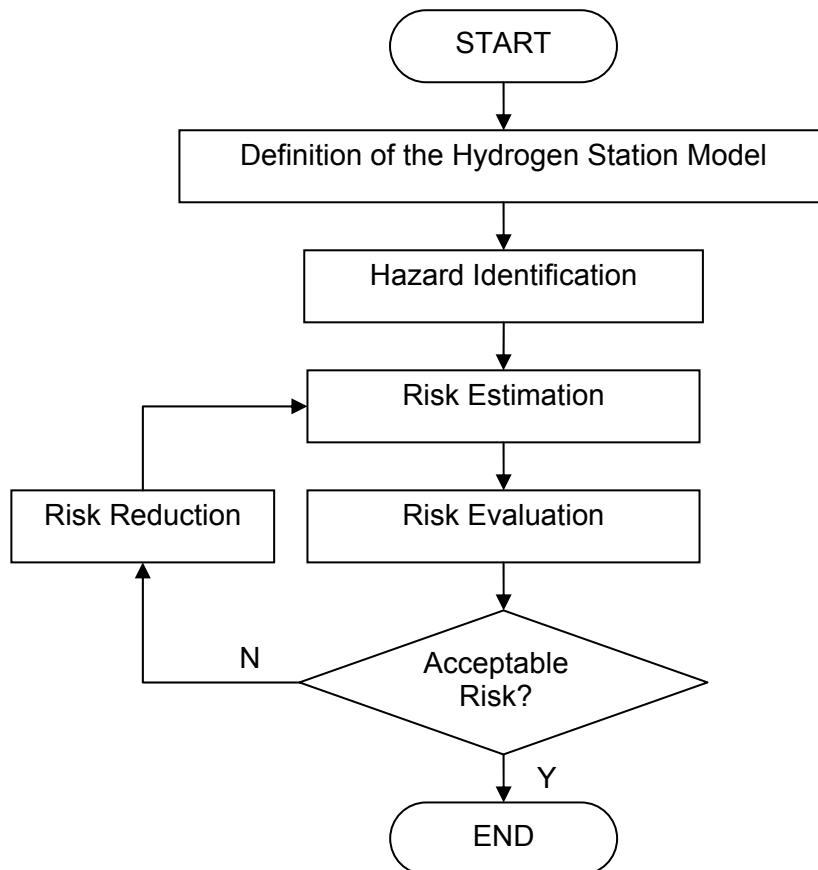 START
Definition of the Hydrogen Station Model
Hazard Identification
Risk Estimation
Risk Reduction
Risk Evaluation
N
Acceptable
Risk?
Y
END